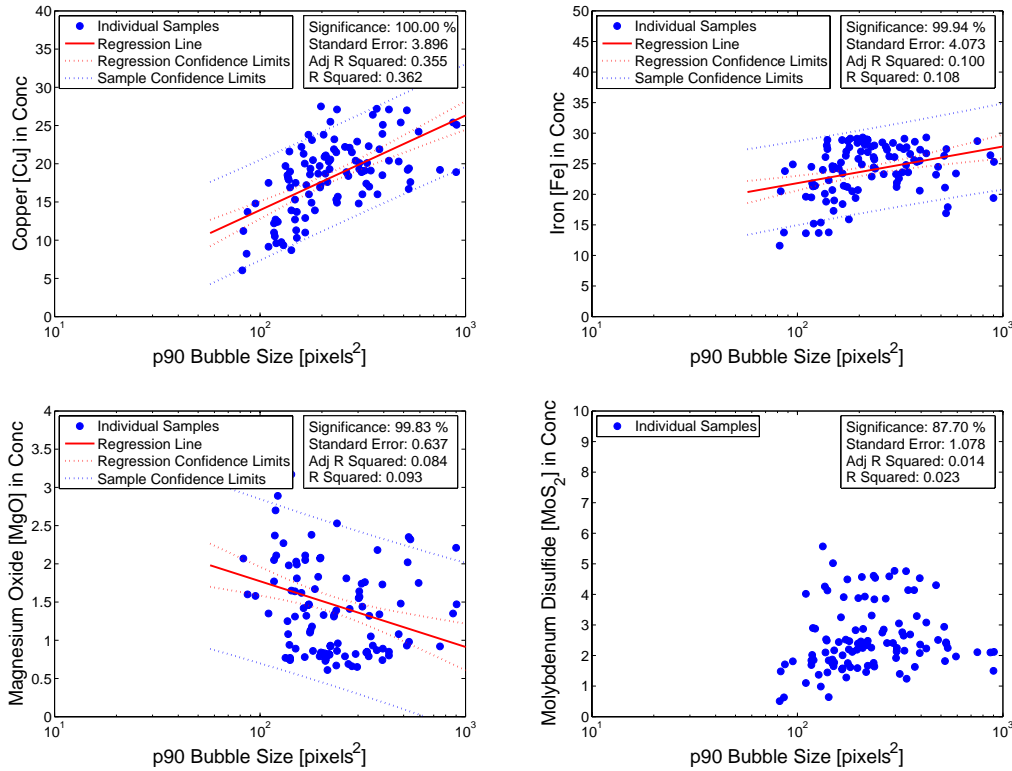 40
35
30
25
20
15
10
5
0
Copper [Cu] in Conc
Individual Samples
Regression Line
Regression Confidence Limits
Sample Confidence Limits
Significance: 100.00 %
Standard Error: 3.896
Adj R Squared: 0.355
R Squared: 0.362
10^1 10^2 10^3
p90 Bubble Size [pixels^2]
50
45
40
35
30
25
20
15
10
5
0
Iron [Fe] in Conc
Individual Samples
Regression Line
Regression Confidence Limits
Sample Confidence Limits
Significance: 99.94 %
Standard Error: 4.073
Adj R Squared: 0.100
R Squared: 0.108
10^1 10^2 10^3
p90 Bubble Size [pixels^2]
4
3.5
3
2.5
2
1.5
1
0.5
0
Magnesium Oxide [MgO] in Conc
Individual Samples
Regression Line
Regression Confidence Limits
Sample Confidence Limits
Significance: 99.83 %
Standard Error: 0.637
Adj R Squared: 0.084
R Squared: 0.093
10^1 10^2 10^3
p90 Bubble Size [pixels^2]
10
9
8
7
6
5
4
3
2
1
0
Molybdenum Disulfide [MoS_2] in Conc
Individual Samples
Significance: 87.70 %
Standard Error: 1.078
Adj R Squared: 0.014
R Squared: 0.023
10^1 10^2 10^3
p90 Bubble Size [pixels^2]